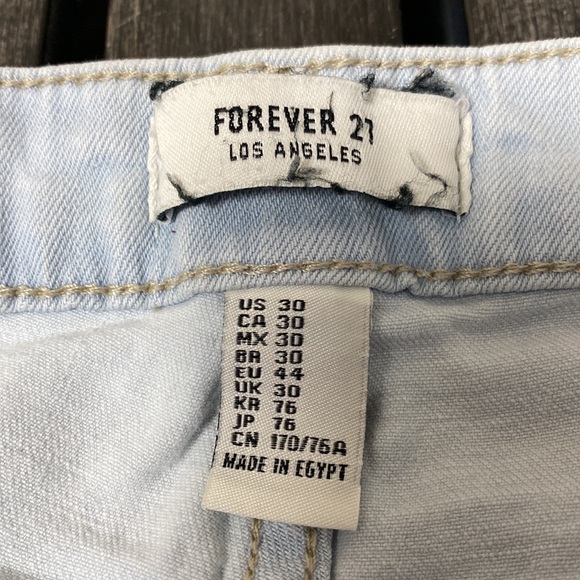 FOREVER 21
LOS ANGELES
US 30
CA 30
MX 30
BR 30
EU 44
UK 30
KR 76
JP 76
CN 170/76A
MADE IN EGYPT